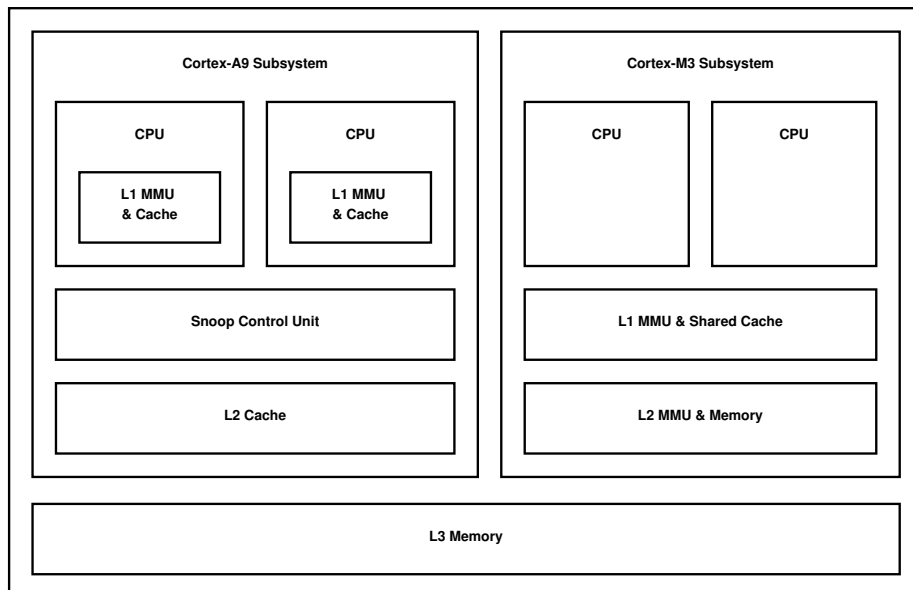 Cortex-A9 Subsystem
CPU
L1 MMU
& Cache
CPU
L1 MMU
& Cache
Snoop Control Unit
L2 Cache
Cortex-M3 Subsystem
CPU
CPU
L1 MMU & Shared Cache
L2 MMU & Memory
L3 Memory